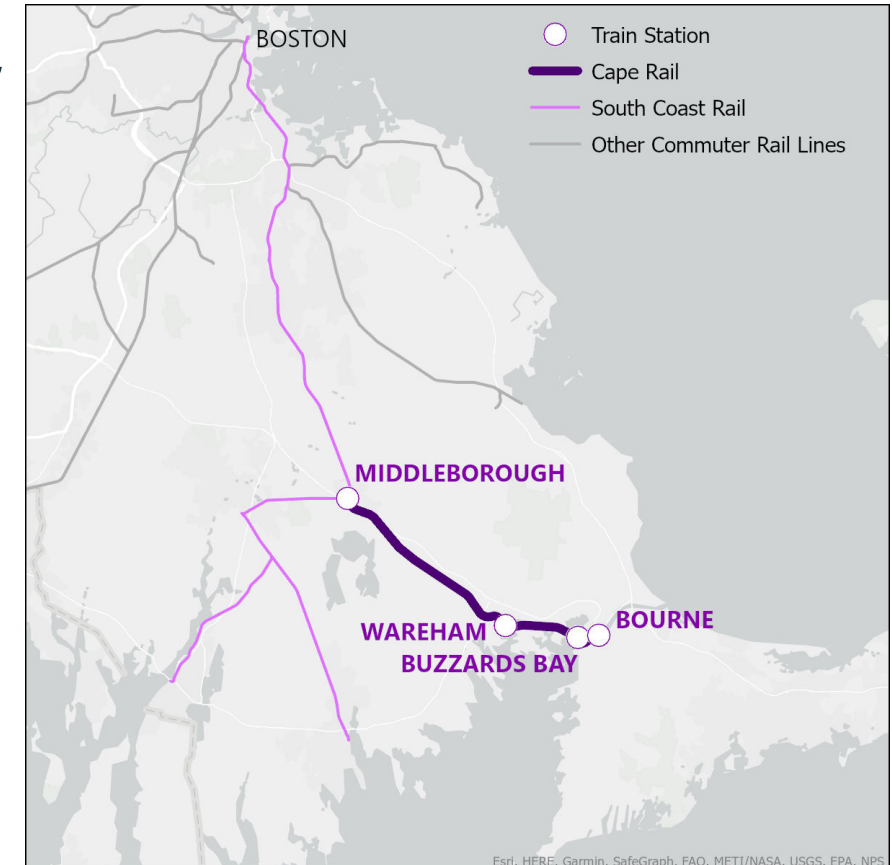 BOSTON
Train Station
Cape Rail
South Coast Rail
Other Commuter Rail Lines
MIDDLEBOROUGH
WAREHAM
BOURNE
BUZZARDS BAY
Esri, HERE, Garmin, SafeGraph, FAO, METI/NASA, USGS, EPA, NPS